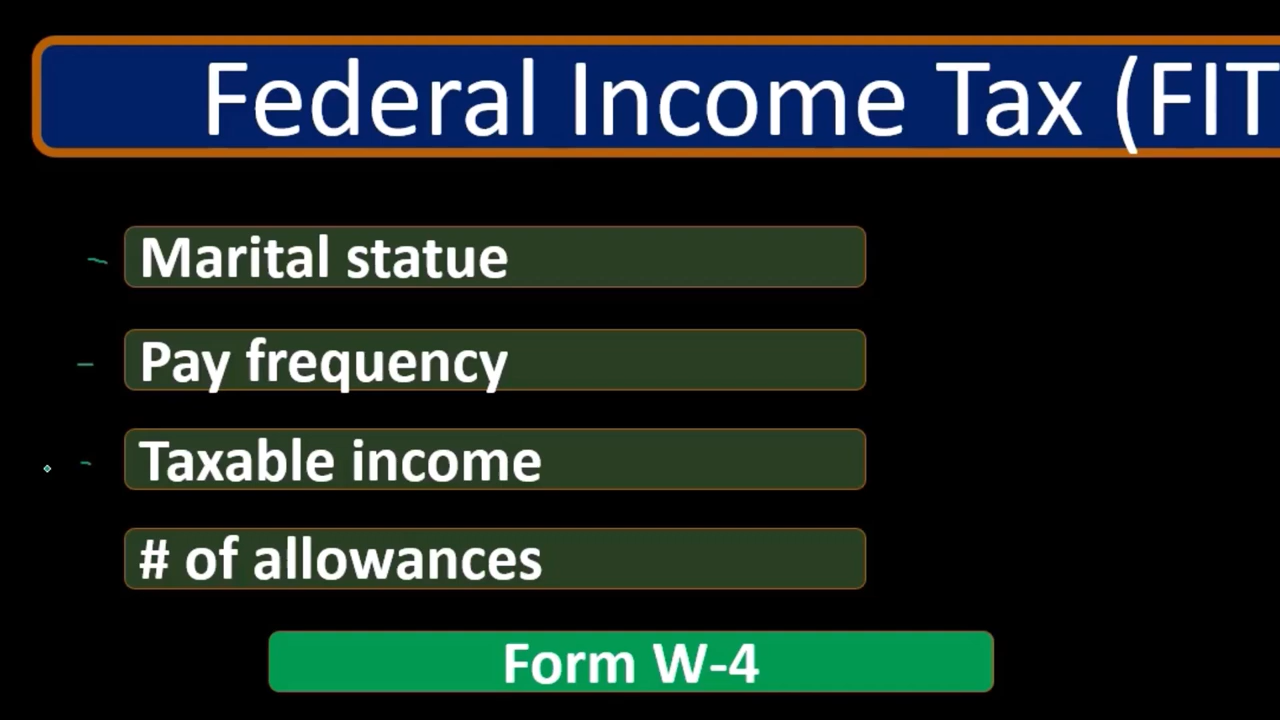 Federal Income Tax (FIT
Marital statue
Pay frequency
Taxable income
# of allowances
Form W-4